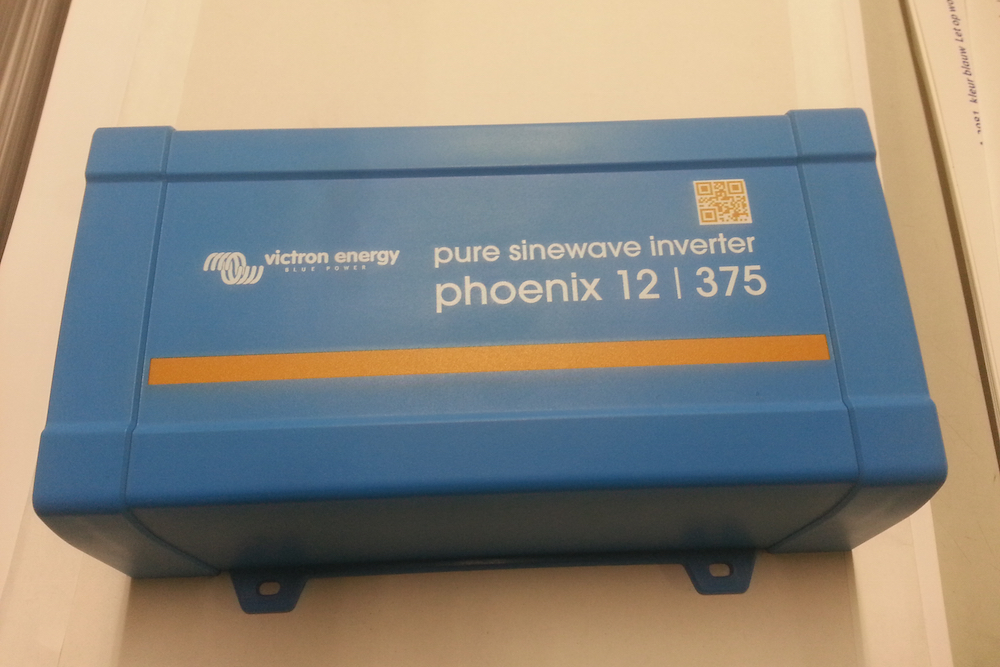 victron energy
BLUE POWER
pure sinewave inverter
phoenix 12 | 375
kleur blauw Let op